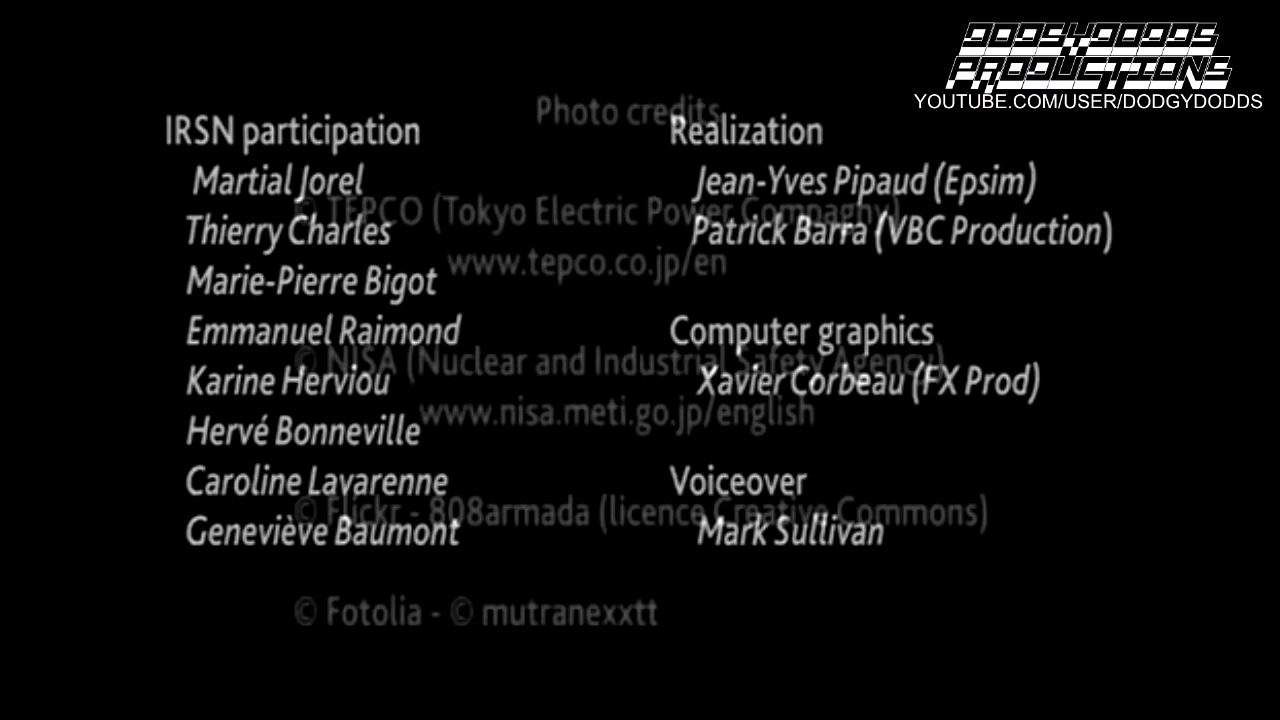 DODGYDODDS
PRODUCTIONS
YOUTUBE.COM/USER/DODGYDODDS
IRSN participation
Martial Jorel
Thierry Charles
Marie-Pierre Bigot
Emmanuel Raimond
Karine Herviou
Hervé Bonneville
Caroline Lavarenne
Geneviève Baumont
Realization
Jean-Yves Pipaud (Epsim)
Patrick Barra (VBC Production)
Computer graphics
Xavier Corbeau (FX Prod)
Voiceover
Mark Sullivan
Photo credits
© TEPCO (Tokyo Electric Power Compagny)
www.tepco.co.jp/en
© NISA (Nuclear and Industrial Safety Agency)
www.nisa.meti.go.jp/english
© Flickr - 808armada (licence Creative Commons)
© Fotolia - © mutranexxtt